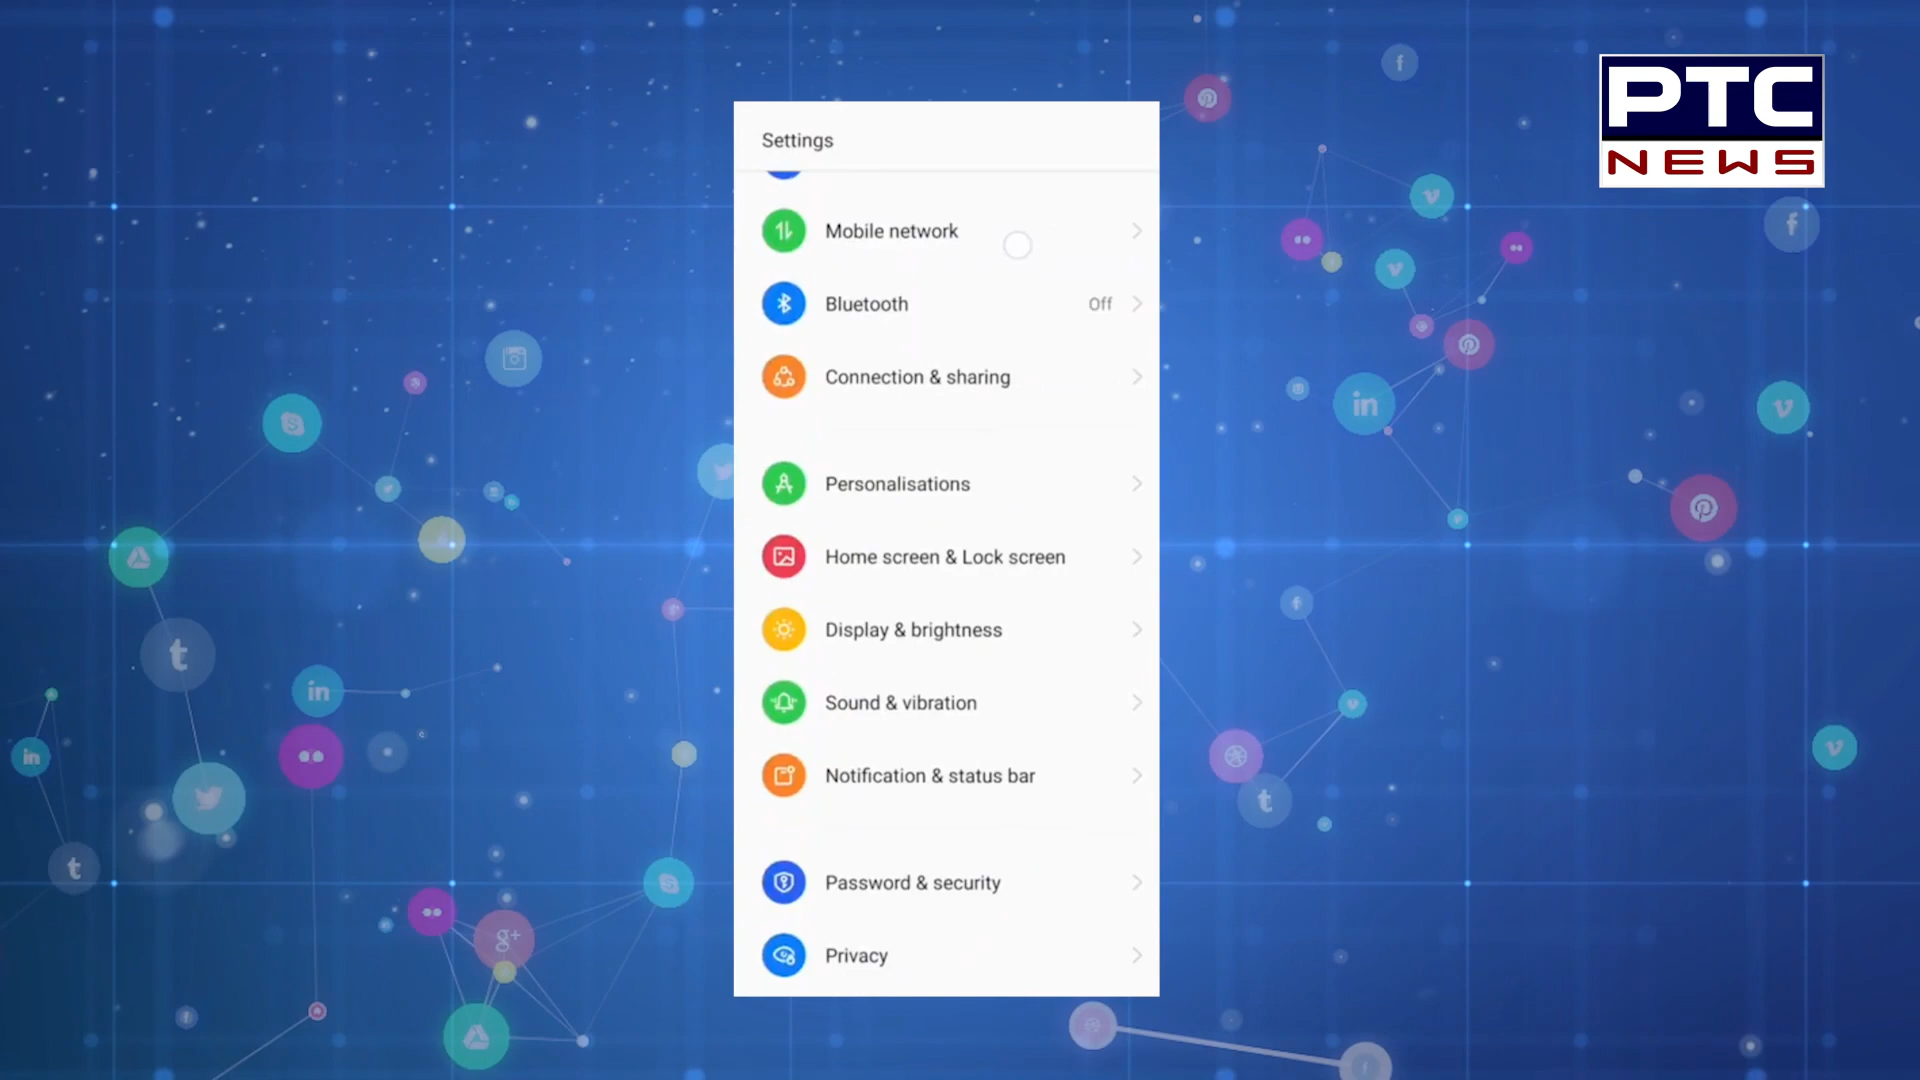 PTC
NEWS
Settings
Mobile network
Bluetooth Off
Connection & sharing
Personalisations
Home screen & Lock screen
Display & brightness
Sound & vibration
Notification & status bar
Password & security
Privacy